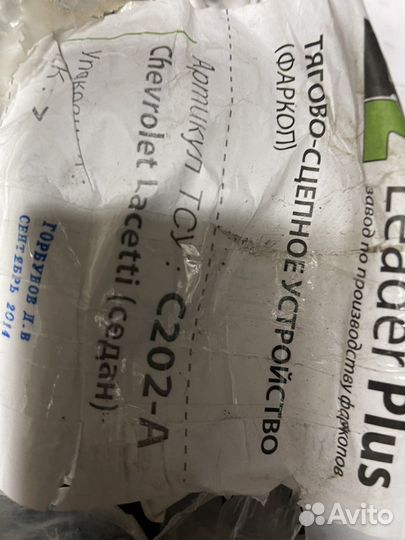 Leader Plus
завод по производству фаркопов
ТЯГОВО-СЦЕПНОЕ УСТРОЙСТВО
(ФАРКОП)
Артикул ТСУ: C202-A
Chevrolet Lacetti (седан)
ГОРБУНОВ И.В
СЕНТЯБРЬ 2014
Avito